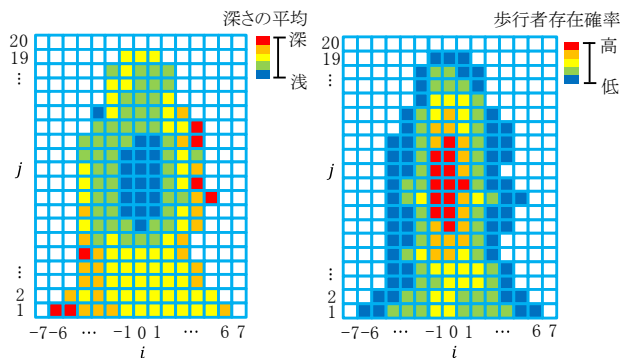 深さの平均
深
浅
20
19
⋮
j
⋮
2
1
-7-6 ⋯ -1 0 1 ⋯ 6 7
i
歩行者存在確率
高
低
20
19
⋮
j
⋮
2
1
-7-6 ⋯ -1 0 1 ⋯ 6 7
i